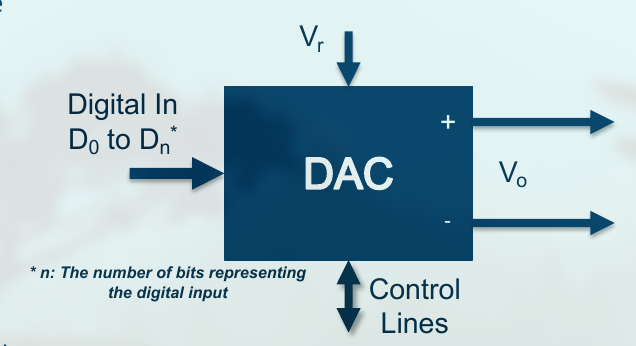 V_r
Digital In
D_0 to D_n^*
+
DAC
V_o
-
* n: The number of bits representing
the digital input
Control
Lines